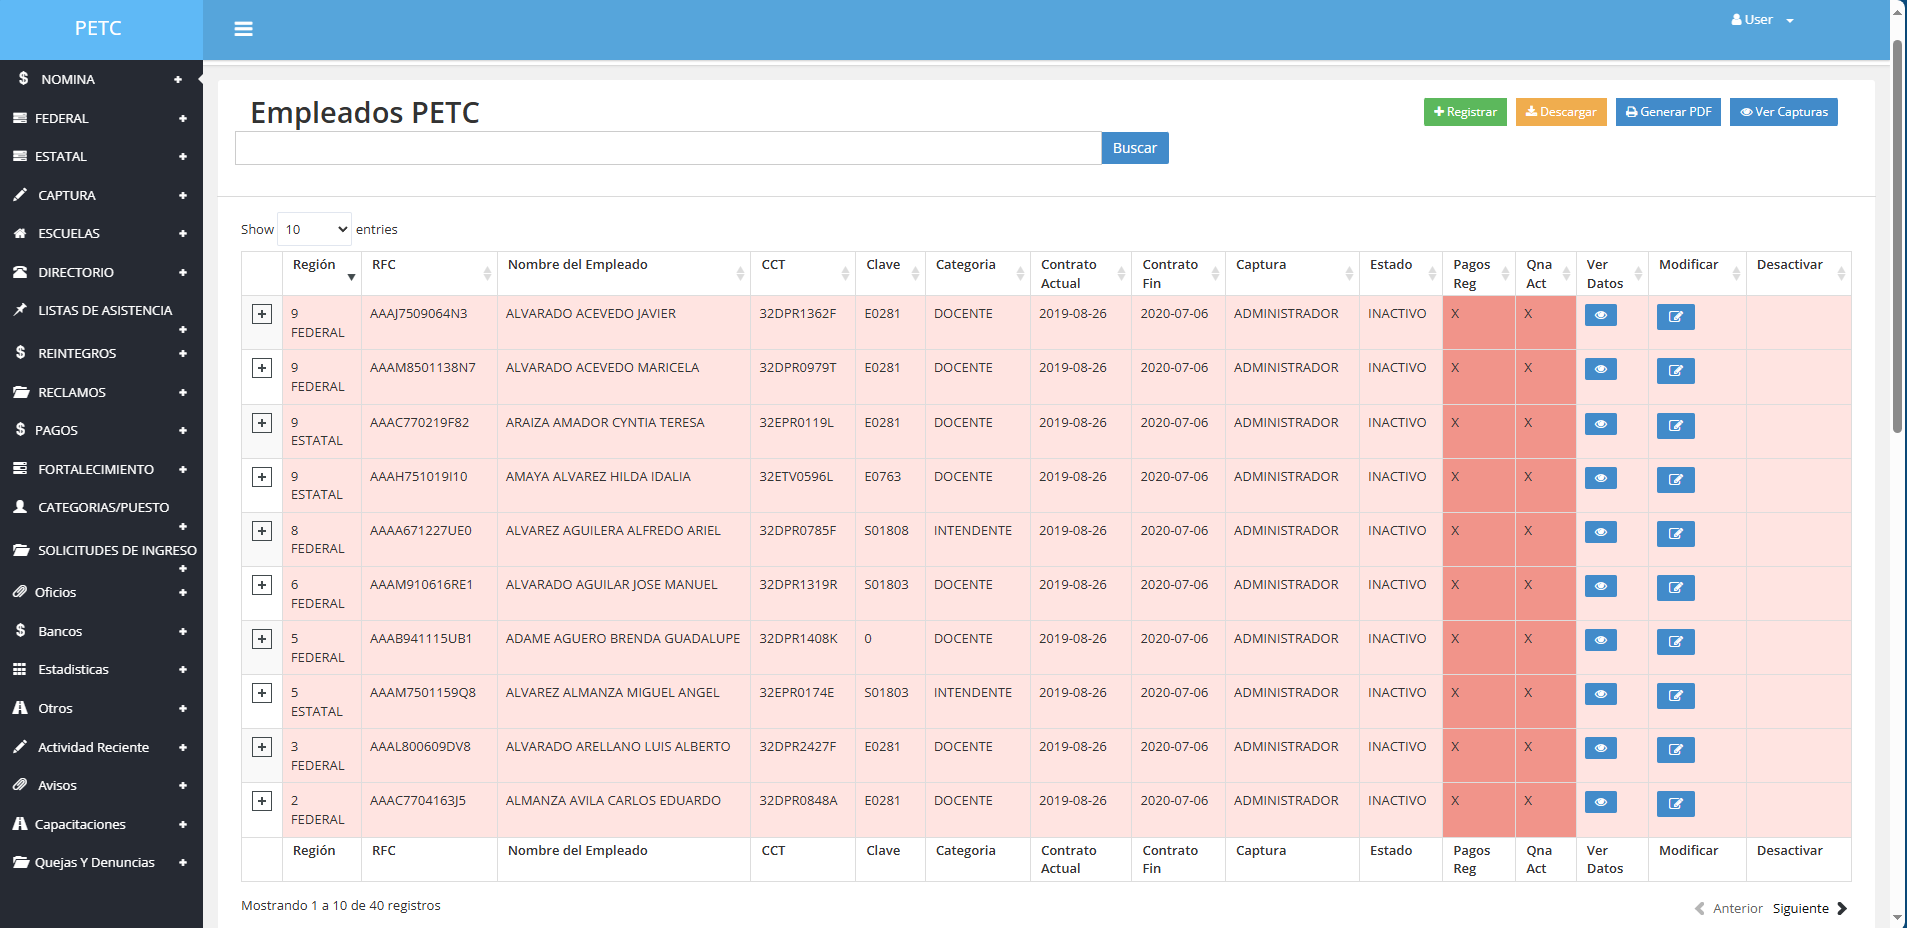 PETC
User
NOMINA
FEDERAL
ESTATAL
CAPTURA
ESCUELAS
DIRECTORIO
LISTAS DE ASISTENCIA
REINTEGROS
RECLAMOS
PAGOS
FORTALECIMIENTO
CATEGORIAS/PUESTO
SOLICITUDES DE INGRESO
Oficios
Bancos
Estadisticas
Otros
Actividad Reciente
Avisos
Capacitaciones
Quejas Y Denuncias
Empleados PETC
Registrar Descargar Generar PDF Ver Capturas
Buscar
Show 10 entries
Región RFC Nombre del Empleado CCT Clave Categoria Contrato Actual Contrato Fin Captura Estado Pagos Reg Qna Act Ver Datos Modificar Desactivar
9 FEDERAL AAAJ7509064N3 ALVARADO ACEVEDO JAVIER 32DPR1362F E0281 DOCENTE 2019-08-26 2020-07-06 ADMINISTRADOR INACTIVO X X
9 FEDERAL AAAM8501138N7 ALVARADO ACEVEDO MARICELA 32DPR0979T E0281 DOCENTE 2019-08-26 2020-07-06 ADMINISTRADOR INACTIVO X X
9 ESTATAL AAAC770219F82 ARAIZA AMADOR CYNTIA TERESA 32EPR0119L E0281 DOCENTE 2019-08-26 2020-07-06 ADMINISTRADOR INACTIVO X X
9 ESTATAL AAAH751019I10 AMAYA ALVAREZ HILDA IDALIA 32ETV0596L E0763 DOCENTE 2019-08-26 2020-07-06 ADMINISTRADOR INACTIVO X X
8 FEDERAL AAAA671227UE0 ALVAREZ AGUILERA ALFREDO ARIEL 32DPR0785F S01808 INTENDENTE 2019-08-26 2020-07-06 ADMINISTRADOR INACTIVO X X
6 FEDERAL AAAM910616RE1 ALVARADO AGUILAR JOSE MANUEL 32DPR1319R S01803 DOCENTE 2019-08-26 2020-07-06 ADMINISTRADOR INACTIVO X X
5 FEDERAL AAAB941115UB1 ADAME AGUERO BRENDA GUADALUPE 32DPR1408K 0 DOCENTE 2019-08-26 2020-07-06 ADMINISTRADOR INACTIVO X X
5 ESTATAL AAAM7501159Q8 ALVAREZ ALMANZA MIGUEL ANGEL 32EPR0174E S01803 INTENDENTE 2019-08-26 2020-07-06 ADMINISTRADOR INACTIVO X X
3 FEDERAL AAAL800609DV8 ALVARADO ARELLANO LUIS ALBERTO 32DPR2427F E0281 DOCENTE 2019-08-26 2020-07-06 ADMINISTRADOR INACTIVO X X
2 FEDERAL AAAC7704163J5 ALMANZA AVILA CARLOS EDUARDO 32DPR0848A E0281 DOCENTE 2019-08-26 2020-07-06 ADMINISTRADOR INACTIVO X X
Región RFC Nombre del Empleado CCT Clave Categoria Contrato Actual Contrato Fin Captura Estado Pagos Reg Qna Act Ver Datos Modificar Desactivar
Mostrando 1 a 10 de 40 registros
Anterior Siguiente